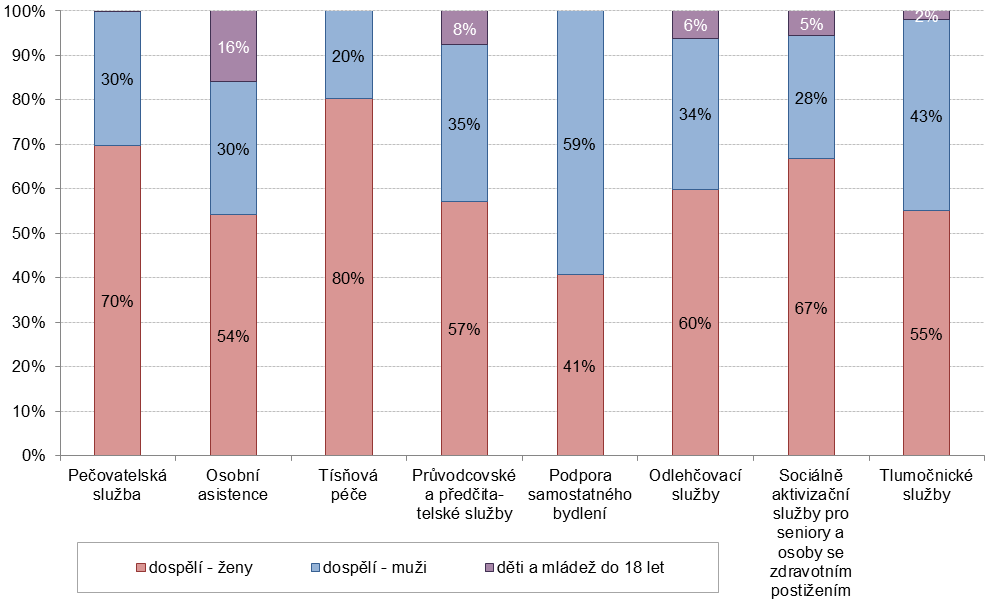 100%
90%
80%
70%
60%
50%
40%
30%
20%
10%
0%
30%
70%
16%
30%
54%
20%
80%
8%
35%
57%
59%
41%
6%
34%
60%
5%
28%
67%
2%
43%
55%
Pečovatelská
služba
Osobní
asistence
Tísňová
péče
Průvodcovské
a předčita-
telské služby
Podpora
samostatného
bydlení
Odlehčovací
služby
Sociálně
aktivizační
služby pro
seniory a
osoby se
zdravotním
postižením
Tlumočnické
služby
dospělí - ženy
dospělí - muži
děti a mládež do 18 let